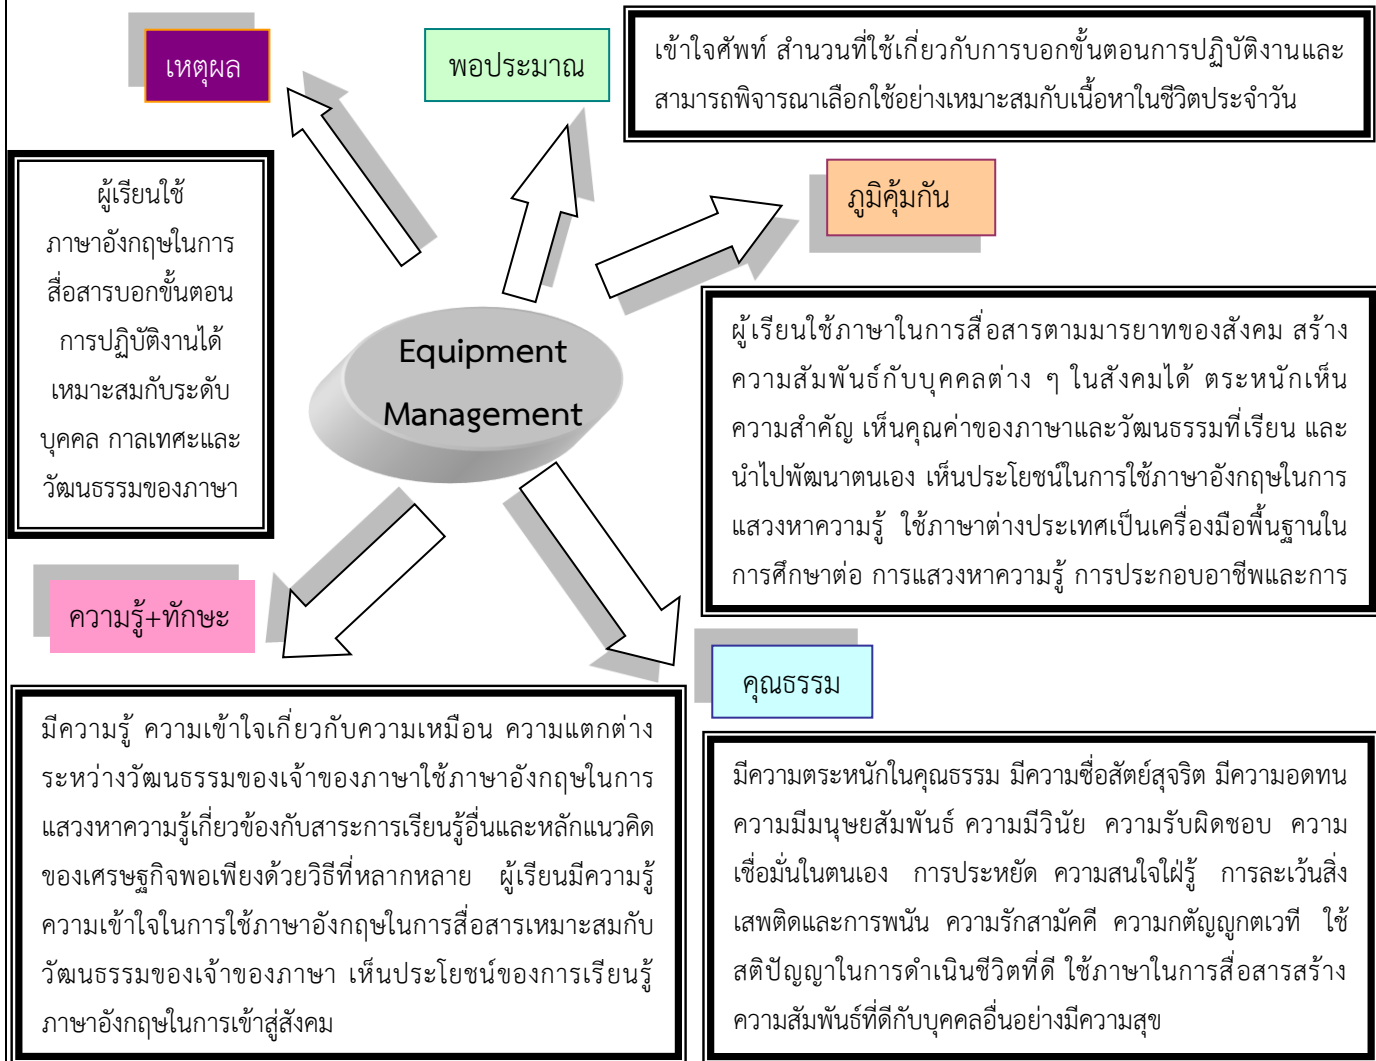 เหตุผล
พอประมาณ
เข้าใจศัพท์ สำนวนที่ใช้เกี่ยวกับการบอกขั้นตอนการปฏิบัติงานและ
สามารถพิจารณาเลือกใช้อย่างเหมาะสมกับเนื้อหาในชีวิตประจำวัน
ผู้เรียนใช้
ภาษาอังกฤษในการ
สื่อสารบอกขั้นตอน
การปฏิบัติงานได้
เหมาะสมกับระดับ
บุคคล กาลเทศะและ
วัฒนธรรมของภาษา
ภูมิคุ้มกัน
Equipment
Management
ผู้เรียนใช้ภาษาในการสื่อสารตามมารยาทของสังคม สร้าง
ความสัมพันธ์กับบุคคลต่าง ๆ ในสังคมได้ ตระหนักเห็น
ความสำคัญ เห็นคุณค่าของภาษาและวัฒนธรรมที่เรียน และ
นำไปพัฒนาตนเอง เห็นประโยชน์ในการใช้ภาษาอังกฤษในการ
แสวงหาความรู้ ใช้ภาษาต่างประเทศเป็นเครื่องมือพื้นฐานใน
การศึกษาต่อ การแสวงหาความรู้ การประกอบอาชีพและการ
ความรู้+ทักษะ
คุณธรรม
มีความรู้ ความเข้าใจเกี่ยวกับความเหมือน ความแตกต่าง
ระหว่างวัฒนธรรมของเจ้าของภาษาใช้ภาษาอังกฤษในการ
แสวงหาความรู้เกี่ยวข้องกับสาระการเรียนรู้อื่นและหลักแนวคิด
ของเศรษฐกิจพอเพียงด้วยวิธีที่หลากหลาย ผู้เรียนมีความรู้
ความเข้าใจในการใช้ภาษาอังกฤษในการสื่อสารเหมาะสมกับ
วัฒนธรรมของเจ้าของภาษา เห็นประโยชน์ของการเรียนรู้
ภาษาอังกฤษในการเข้าสู่สังคม
มีความตระหนักในคุณธรรม มีความซื่อสัตย์สุจริต มีความอดทน
ความมีมนุษยสัมพันธ์ ความมีวินัย ความรับผิดชอบ ความ
เชื่อมั่นในตนเอง การประหยัด ความสนใจใฝ่รู้ การละเว้นสิ่ง
เสพติดและการพนัน ความรักสามัคคี ความกตัญญูกตเวที ใช้
สติปัญญาในการดำเนินชีวิตที่ดี ใช้ภาษาในการสื่อสารสร้าง
ความสัมพันธ์ที่ดีกับบุคคลอื่นอย่างมีความสุข